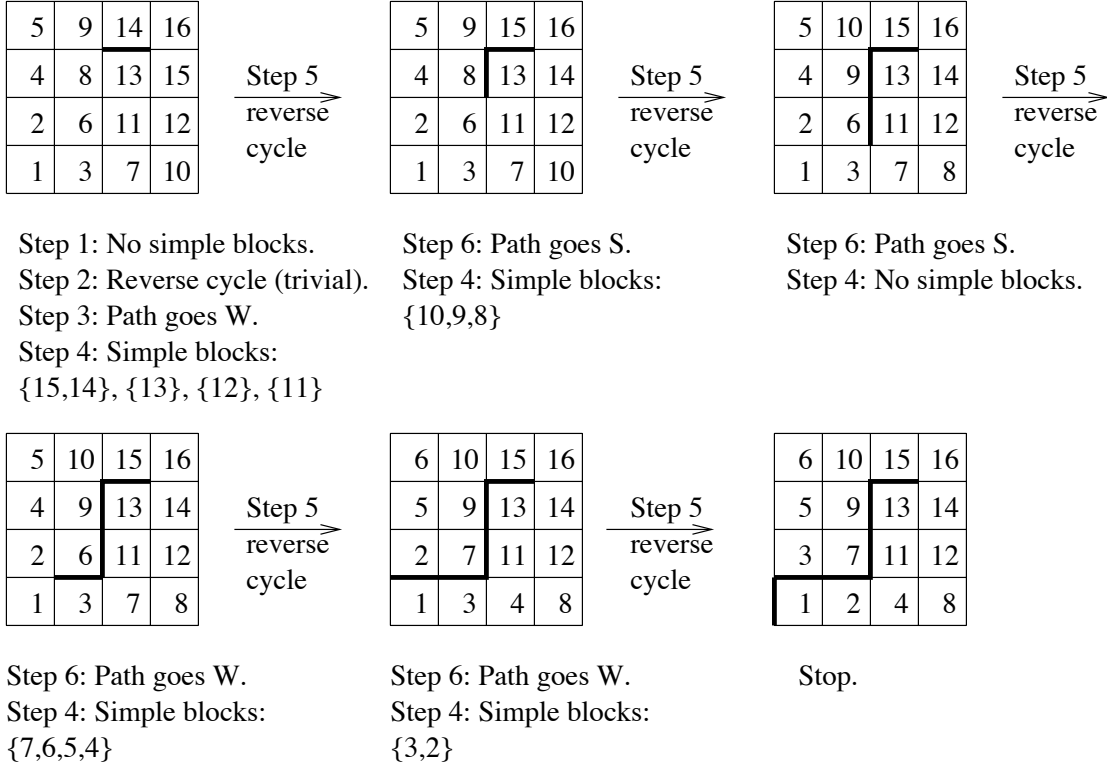 5 9 14 16
4 8 13 15
2 6 11 12
1 3 7 10
Step 5
reverse
cycle
5 9 15 16
4 8 13 14
2 6 11 12
1 3 7 10
Step 5
reverse
cycle
5 10 15 16
4 9 13 14
2 6 11 12
1 3 7 8
Step 5
reverse
cycle
Step 1: No simple blocks.
Step 2: Reverse cycle (trivial).
Step 3: Path goes W.
Step 4: Simple blocks:
{15,14}, {13}, {12}, {11}
Step 6: Path goes S.
Step 4: Simple blocks:
{10,9,8}
Step 6: Path goes S.
Step 4: No simple blocks.
5 10 15 16
4 9 13 14
2 6 11 12
1 3 7 8
Step 5
reverse
cycle
6 10 15 16
5 9 13 14
2 7 11 12
1 3 4 8
Step 5
reverse
cycle
6 10 15 16
5 9 13 14
3 7 11 12
1 2 4 8
Step 6: Path goes W.
Step 4: Simple blocks:
{7,6,5,4}
Step 6: Path goes W.
Step 4: Simple blocks:
{3,2}
Stop.